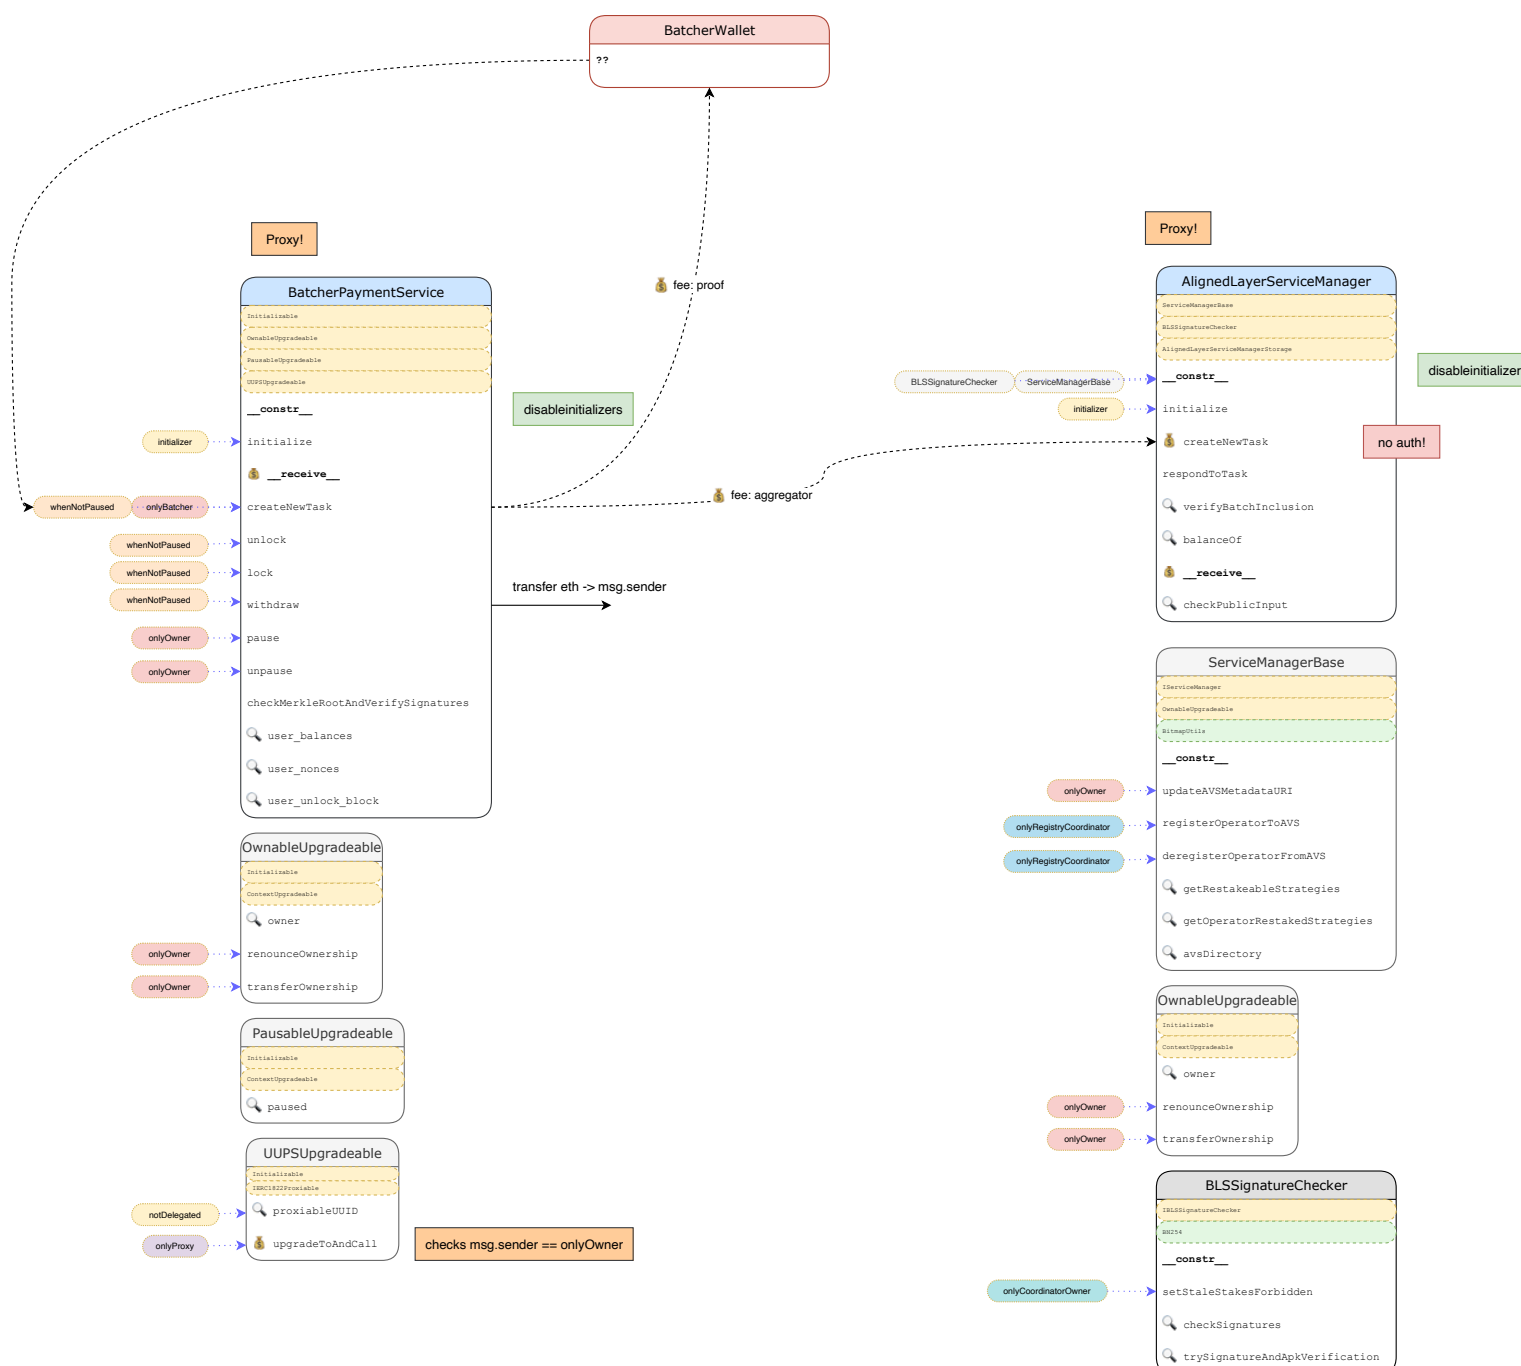 BatcherWallet
??
Proxy!
BatcherPaymentService
Initializable
OwnableUpgradeable
PausableUpgradeable
UUPSUpgradeable
__constr__
initializer
initialize
__receive__
whenNotPaused
onlyBatcher
createNewTask
whenNotPaused
unlock
whenNotPaused
lock
whenNotPaused
withdraw
onlyOwner
pause
onlyOwner
unpause
checkMerkleRootAndVerifySignatures
user_balances
user_nonces
user_unlock_block
disableinitializers
fee: proof
fee: aggregator
transfer eth -> msg.sender
OwnableUpgradeable
Initializable
ContextUpgradeable
owner
onlyOwner
renounceOwnership
onlyOwner
transferOwnership
PausableUpgradeable
Initializable
ContextUpgradeable
paused
UUPSUpgradeable
Initializable
IERC1822Proxiable
notDelegated
proxiableUUID
onlyProxy
upgradeToAndCall
checks msg.sender == onlyOwner
Proxy!
AlignedLayerServiceManager
ServiceManagerBase
BLSSignatureChecker
AlignedLayerServiceManagerStorage
disableinitializer
BLSSignatureChecker
ServiceManagerBase
__constr__
initializer
initialize
createNewTask
no auth!
respondToTask
verifyBatchInclusion
balanceOf
__receive__
checkPublicInput
ServiceManagerBase
IServiceManager
OwnableUpgradeable
BitmapUtils
__constr__
onlyOwner
updateAVSMetadataURI
onlyRegistryCoordinator
registerOperatorToAVS
onlyRegistryCoordinator
deregisterOperatorFromAVS
getRestakeableStrategies
getOperatorRestakedStrategies
avsDirectory
OwnableUpgradeable
Initializable
ContextUpgradeable
owner
onlyOwner
renounceOwnership
onlyOwner
transferOwnership
BLSSignatureChecker
IBLSSignatureChecker
BN254
__constr__
onlyCoordinatorOwner
setStaleStakesForbidden
checkSignatures
trySignatureAndApkVerification